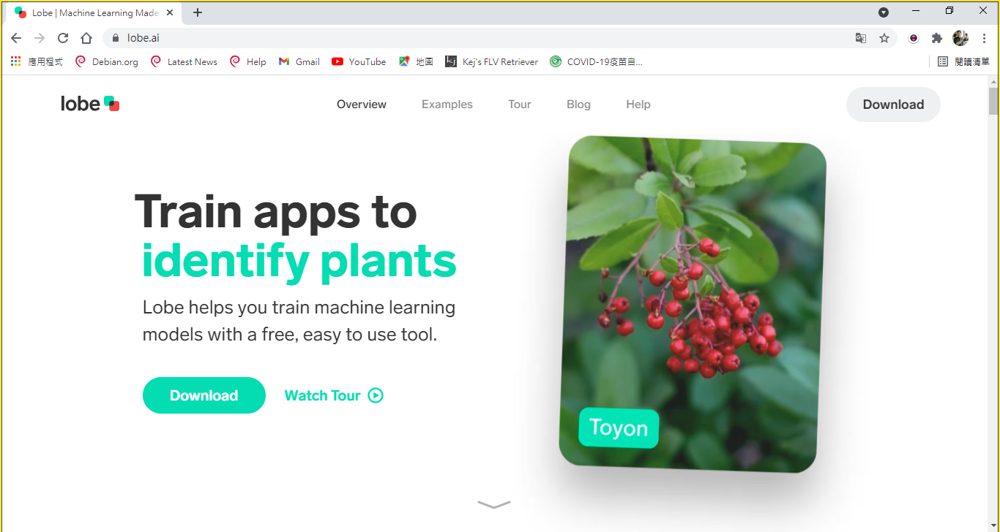 Lobe | Machine Learning Made
lobe.ai
應用程式 Debian.org Latest News Help Gmail YouTube 地圖 Kej's FLV Retriever COVID-19疫苗自... 閱讀清單
lobe Overview Examples Tour Blog Help Download
Train apps to
identify plants
Lobe helps you train machine learning
models with a free, easy to use tool.
Download Watch Tour
Toyon